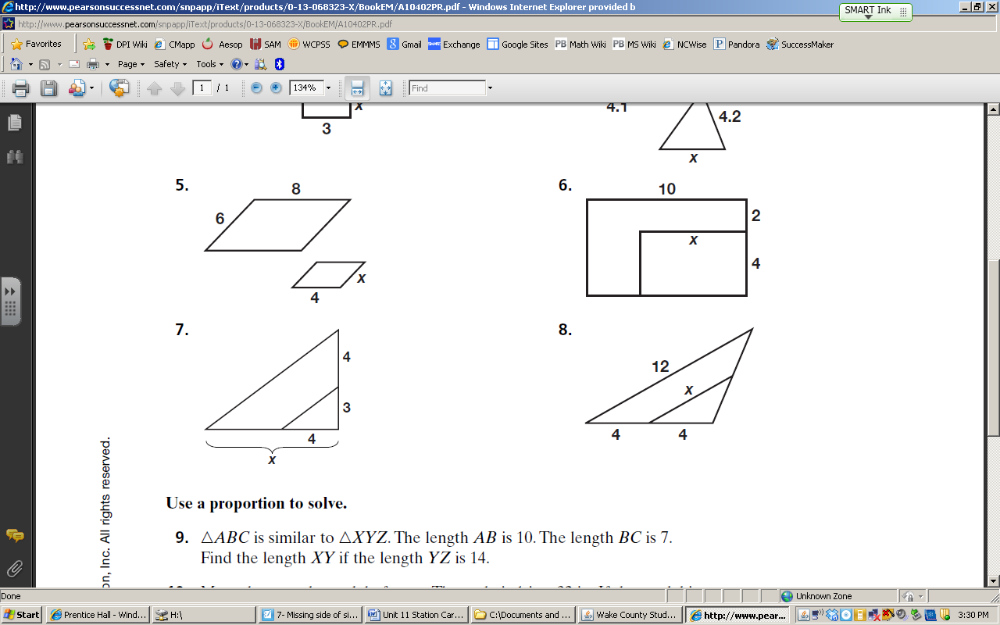 http://www.pearsonsuccessnet.com/snpapp/iText/products/0-13-068323-X/BookEM/A10402PR.pdf - Windows Internet Explorer provided b
SMART Ink
http://www.pearsonsuccessnet.com/snpapp/iText/products/0-13-068323-X/BookEM/A10402PR.pdf
Favorites DPI Wiki CMapp Aesop SAM WCPSS EMMMS Gmail Exchange Google Sites PB Math Wiki PB MS Wiki NCWise Pandora SuccessMaker
Page Safety Tools
1 / 1 134% Find
x
3
4.1
4.2
x
5.
8
6
x
4
6.
10
2
x
4
7.
4
3
4
x
8.
12
x
4 4
on, Inc. All rights reserved.
Use a proportion to solve.
9. △ABC is similar to △XYZ. The length AB is 10. The length BC is 7.
Find the length XY if the length YZ is 14.
Done Unknown Zone
Start Prentice Hall - Wind... H:\ 7- Missinside of si... Unit 11 Station Car... C:\Documents and ... Wake County Stud... http://www.pear... 3:30 PM